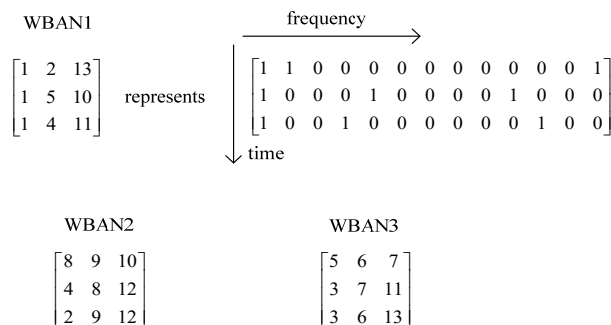 WBAN1
frequency
1 2 13
1 5 10
1 4 11
represents
1 1 0 0 0 0 0 0 0 0 0 0 1
1 0 0 0 1 0 0 0 0 1 0 0 0
1 0 0 1 0 0 0 0 0 0 1 0 0
time
WBAN2
8 9 10
4 8 12
2 9 12
WBAN3
5 6 7
3 7 11
3 6 13